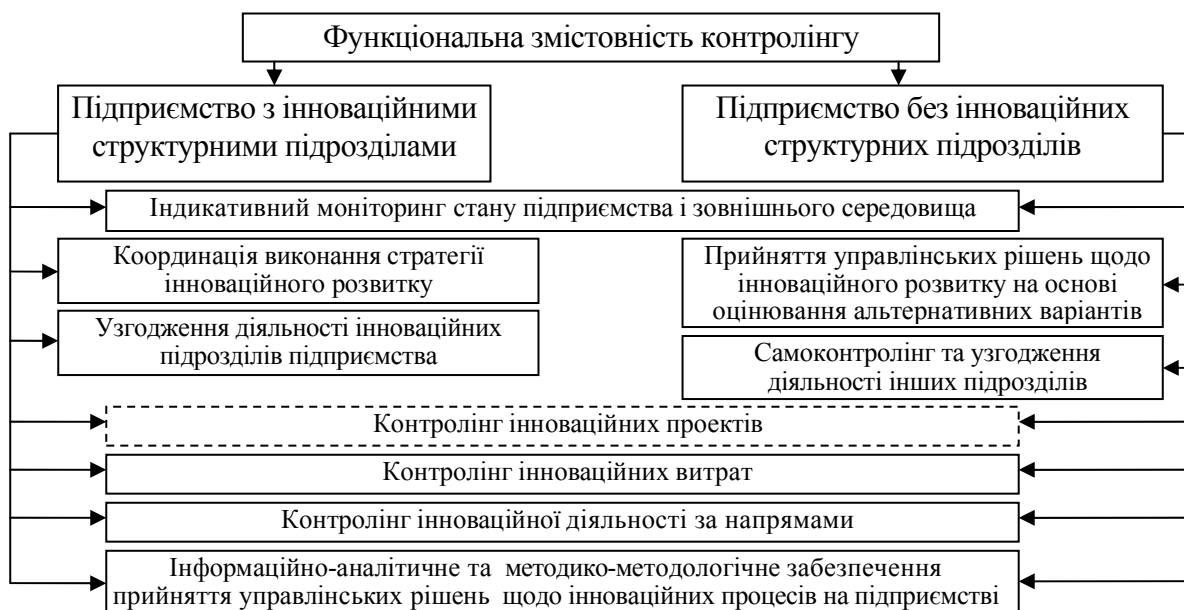 Функціональна змістовність контролінгу
Підприємство з інноваційними
структурними підрозділами
Підприємство без інноваційних
структурних підрозділів
Індикативний моніторинг стану підприємства і зовнішнього середовища
Координація виконання стратегії
інноваційного розвитку
Узгодження діяльності інноваційних
підрозділів підприємства
Прийняття управлінських рішень щодо
інноваційного розвитку на основі
оцінювання альтернативних варіантів
Самоконтролінг та узгодження
діяльності інших підрозділів
Контролінг інноваційних проектів
Контролінг інноваційних витрат
Контролінг інноваційної діяльності за напрямами
Інформаційно-аналітичне та методико-методологічне забезпечення
прийняття управлінських рішень щодо інноваційних процесів на підприємстві